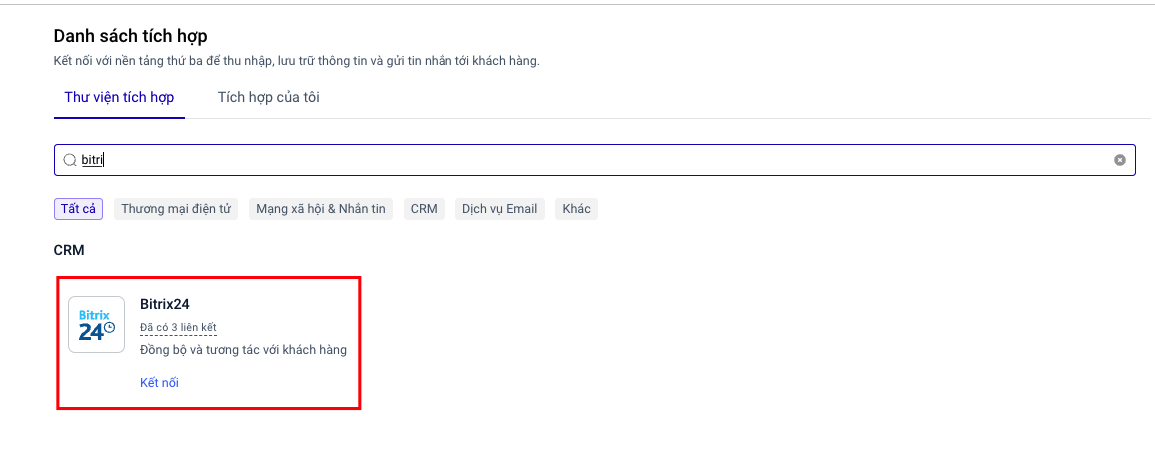 Danh sách tích hợp
Kết nối với nền tảng thứ ba để thu nhập, lưu trữ thông tin và gửi tin nhắn tới khách hàng.
Thư viện tích hợp Tích hợp của tôi
bitri
Tất cả Thương mại điện tử Mạng xã hội & Nhắn tin CRM Dịch vụ Email Khác
CRM
Bitrix
24
Bitrix24
Đã có 3 liên kết
Đồng bộ và tương tác với khách hàng
Kết nối